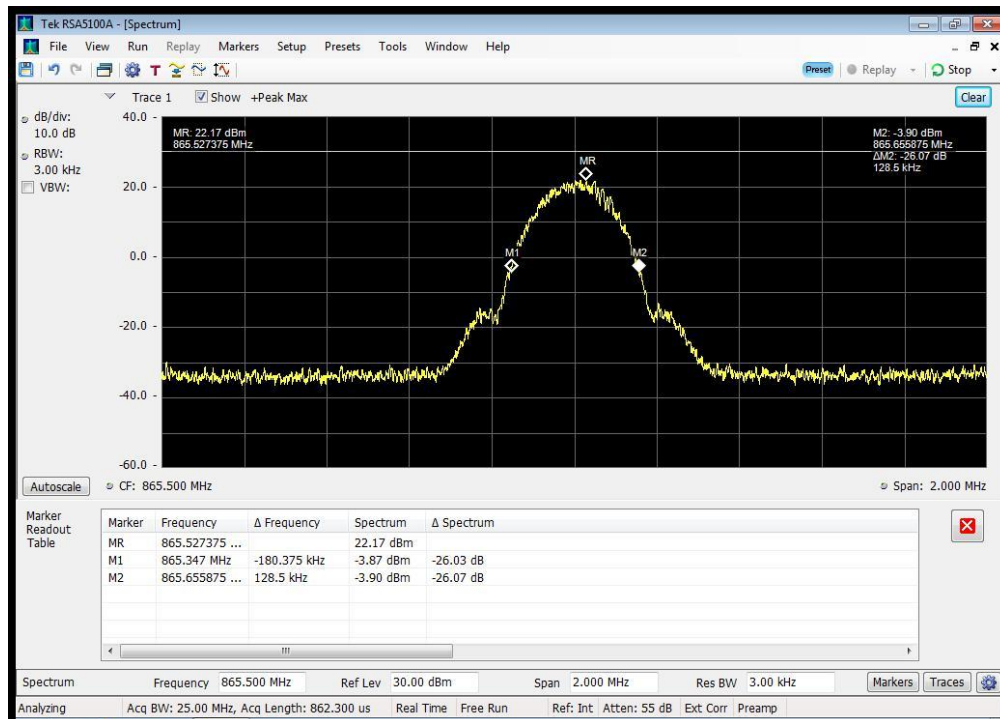 Tek RSA5100A - [Spectrum]
File View Run Replay Markers Setup Presets Tools Window Help
T Preset Replay Stop
Trace 1 Show +Peak Max Clear
dB/div:
10.0 dB
RBW:
3.00 kHz
VBW:
40.0
20.0
0.0
-20.0
-40.0
-60.0
MR: 22.17 dBm
865.527375 MHz
M2: -3.90 dBm
865.655875 MHz
ΔM2: -26.07 dB
128.5 kHz
MR
M1 M2
Autoscale CF: 865.500 MHz Span: 2.000 MHz
Marker
Readout
Table
Marker Frequency Δ Frequency Spectrum Δ Spectrum
MR 865.527375 ... 22.17 dBm
M1 865.347 MHz -180.375 kHz -3.87 dBm -26.03 dB
M2 865.655875 ... 128.5 kHz -3.90 dBm -26.07 dB
Spectrum Frequency 865.500 MHz Ref Lev 30.00 dBm Span 2.000 MHz Res BW 3.00 kHz Markers Traces
Analyzing Acq BW: 25.00 MHz, Acq Length: 862.300 us Real Time Free Run Ref: Int Atten: 55 dB Ext Corr Preamp